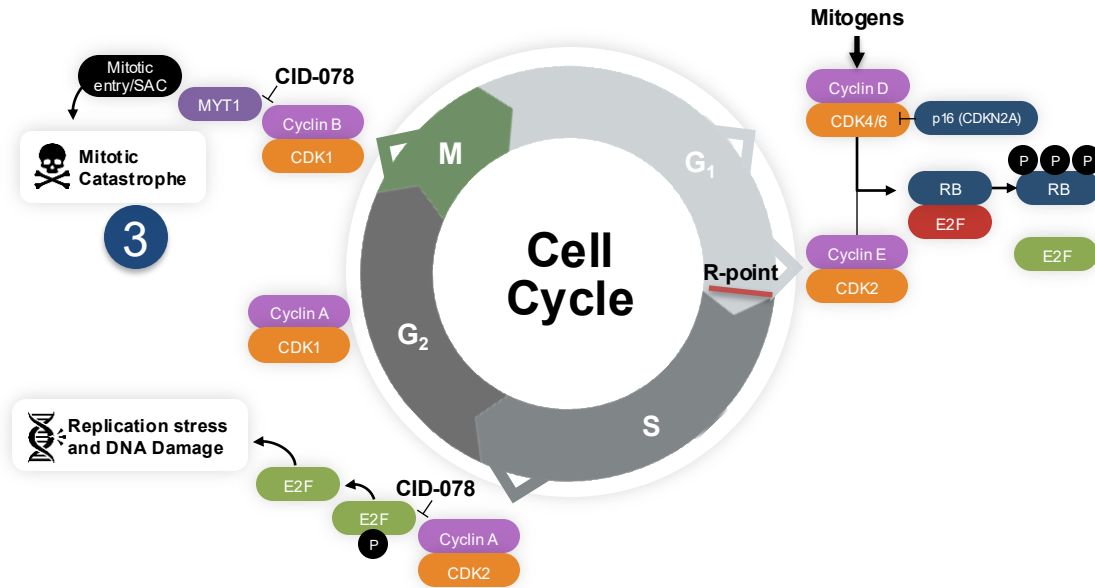 Mitogens
Cyclin D
CDK4/6
p16 (CDKN2A)
RB
E2F
P P P
RB
E2F
Cyclin E
CDK2
Mitotic
entry/SAC
MYT1
CID-078
Cyclin B
CDK1
Mitotic
Catastrophe
3
M
G₁
R-point
Cell
Cycle
G₂
S
Cyclin A
CDK1
Replication stress
and DNA Damage
E2F
CID-078
E2F
P
Cyclin A
CDK2